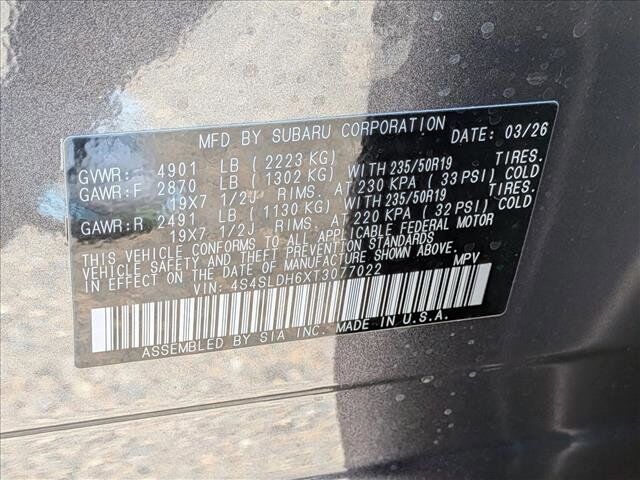 MFD BY SUBARU CORPORATION DATE: 03/26
GVWR: 4901 LB (2223 KG)
GAWR:F 2870 LB (1302 KG) WITH 235/50R19 TIRES.
19X7 1/2J RIMS. AT 230 KPA (33 PSI) COLD
GAWR:R 2491 LB (1130 KG) WITH 235/50R19 TIRES.
19X7 1/2J RIMS. AT 220 KPA (32 PSI) COLD
THIS VEHICLE CONFORMS TO ALL APPLICABLE FEDERAL MOTOR
VEHICLE SAFETY AND THEFT PREVENTION STANDARDS
IN EFFECT ON THE DATE OF MANUFACTURE SHOWN ABOVE.
VIN: 4S4SLDH6XT3077022 MPV
ASSEMBLED BY SIA INC. MADE IN U.S.A.